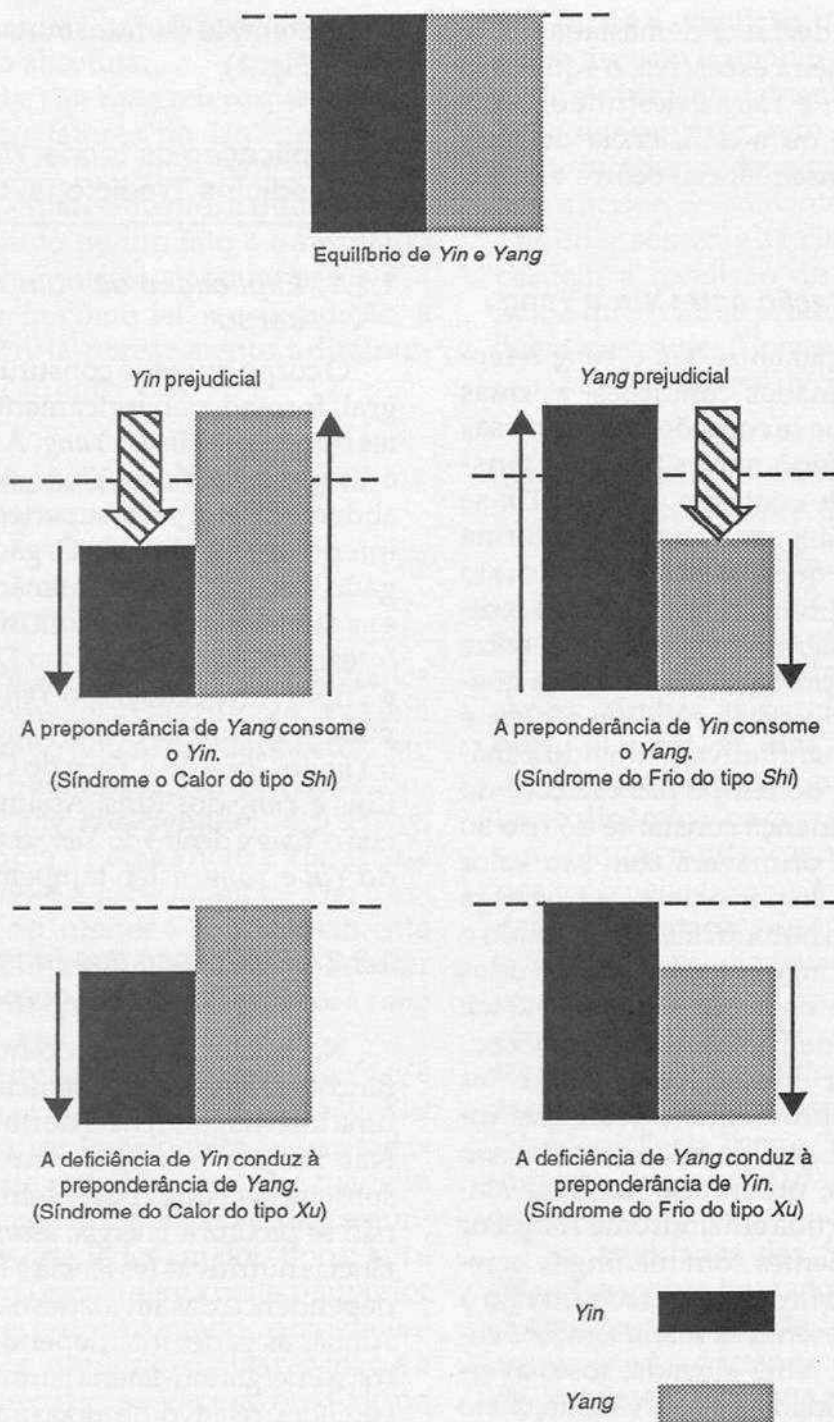 Equilíbrio de Yin e Yang
Yin prejudicial
Yang prejudicial
A preponderância de Yang consome
o Yin.
(Síndrome o Calor do tipo Shi)
A preponderância de Yin consome
o Yang.
(Síndrome do Frio do tipo Shi)
A deficiência de Yin conduz à
preponderância de Yang.
(Síndrome do Calor do tipo Xu)
A deficiência de Yang conduz à
preponderância de Yin.
(Síndrome do Frio do tipo Xu)
Yin
Yang